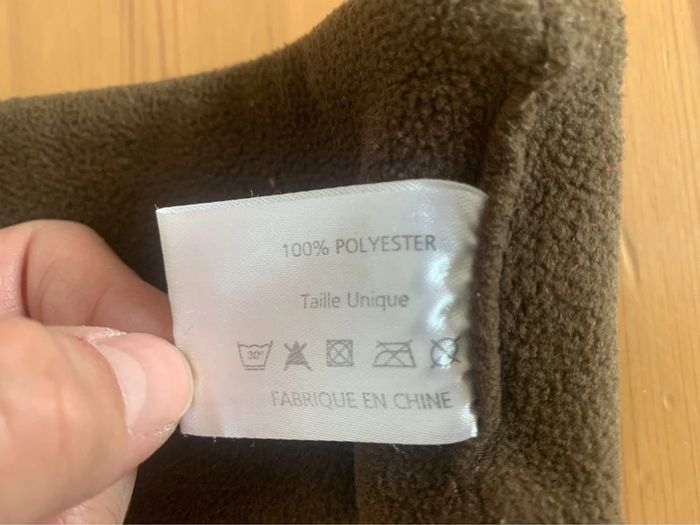 100% POLYESTER
Taille Unique
30°
FABRIQUE EN CHINE